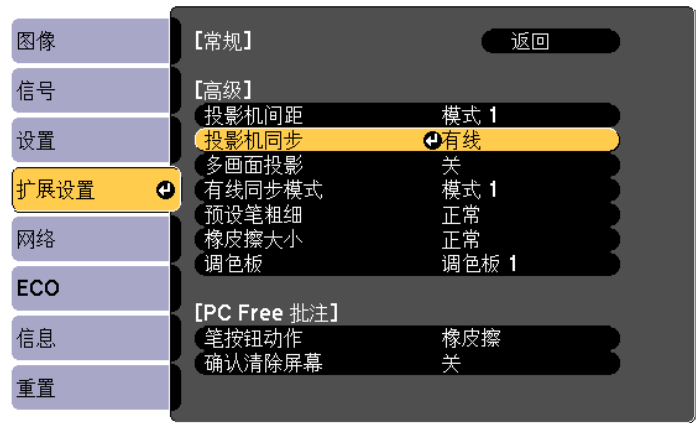 图像
信号
设置
扩展设置
网络
ECO
信息
重置
[常规] 返回
[高级]
投影机间距 模式 1
投影机同步 有线
多画面投影 关
有线同步模式 模式 1
预设笔粗细 正常
橡皮擦大小 正常
调色板 调色板 1
[PC Free 批注]
笔按钮动作 橡皮擦
确认清除屏幕 关